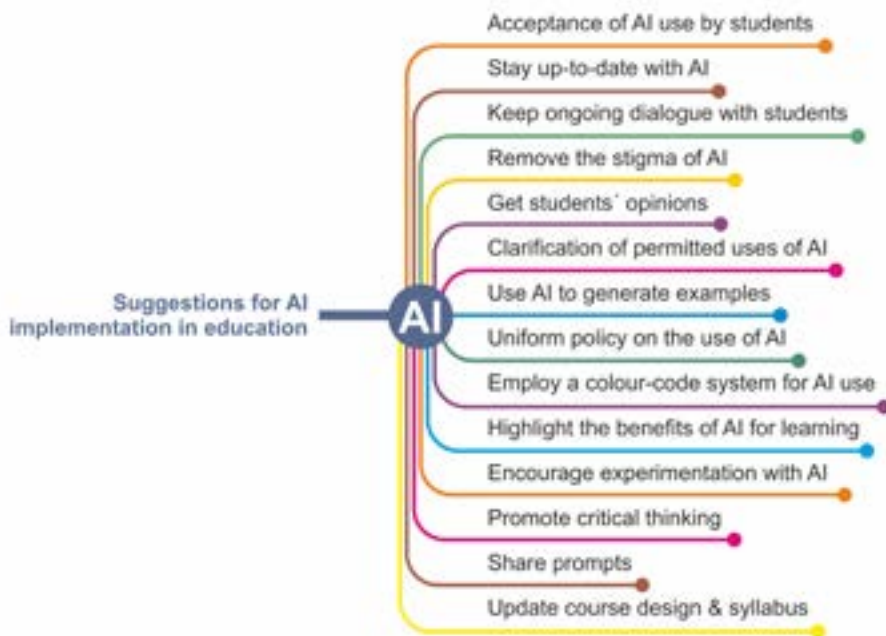 Acceptance of AI use by students
Stay up-to-date with AI
Keep ongoing dialogue with students
Remove the stigma of AI
Get students´ opinions
Clarification of permitted uses of AI
Suggestions for AI
implementation in education
AI
Use AI to generate examples
Uniform policy on the use of AI
Employ a colour-code system for AI use
Highlight the benefits of AI for learning
Encourage experimentation with AI
Promote critical thinking
Share prompts
Update course design & syllabus